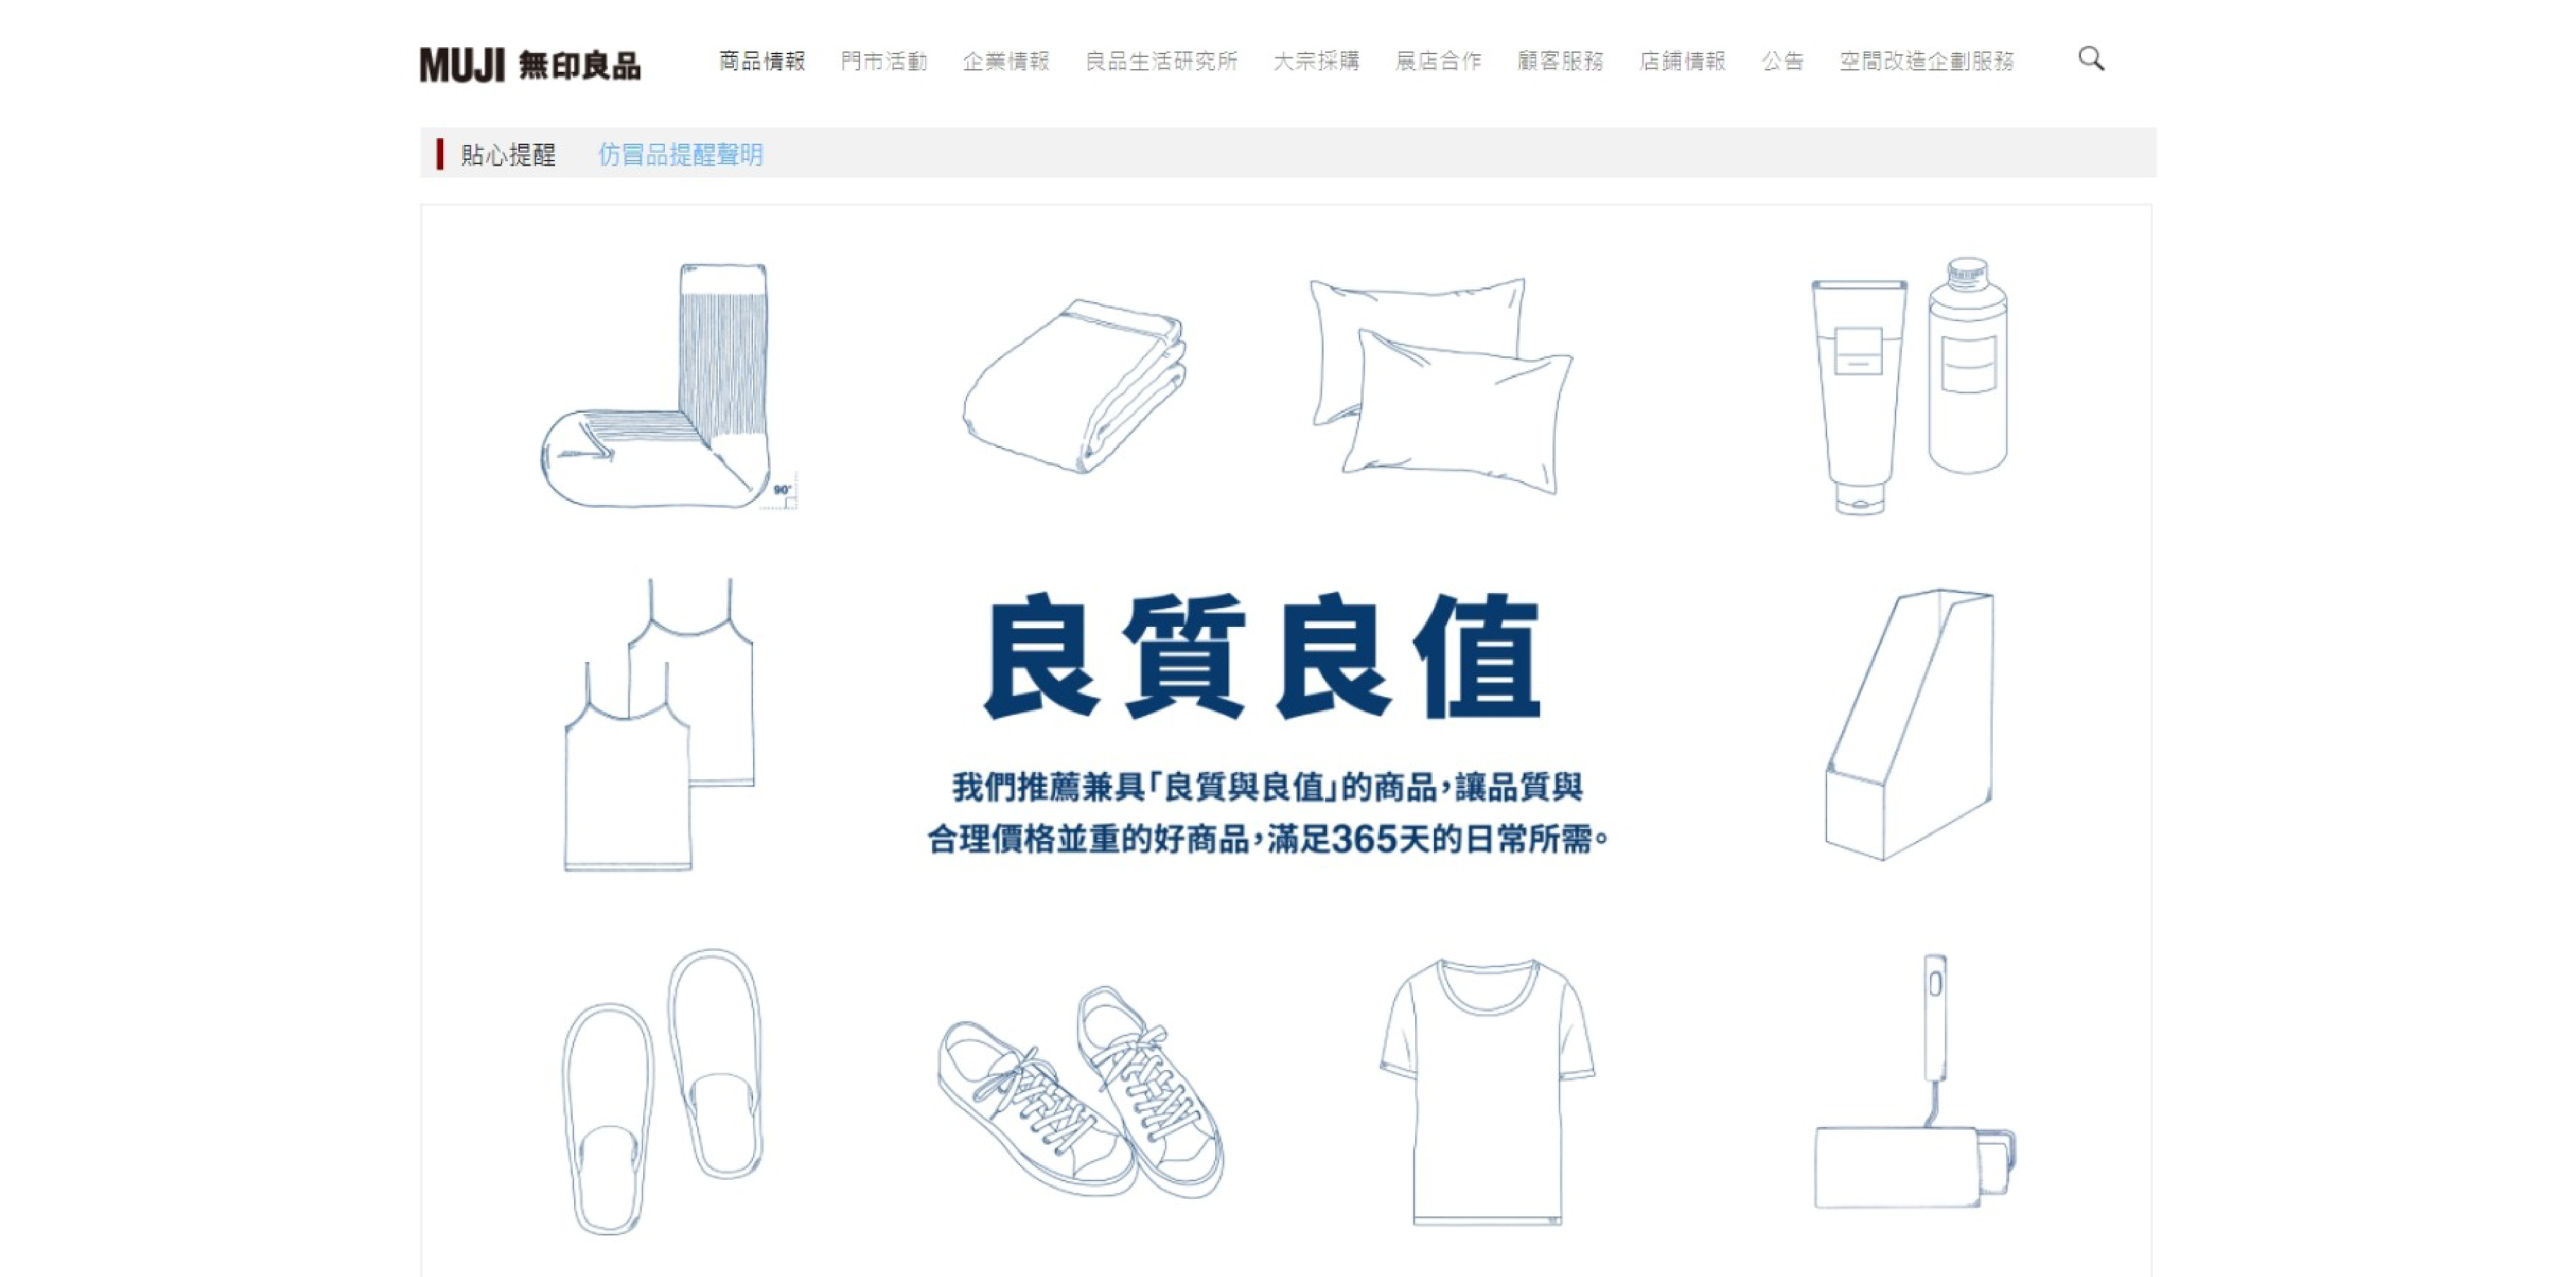 MUJI 無印良品 商品情報 門市活動 企業情報 良品生活研究所 大宗採購 展店合作 顧客服務 店鋪情報 公告 空間改造企劃服務
貼心提醒 仿冒品提醒聲明
90°
良質良值
我們推薦兼具「良質與良值」的商品，讓品質與
合理價格並重的好商品，滿足365天的日常所需。